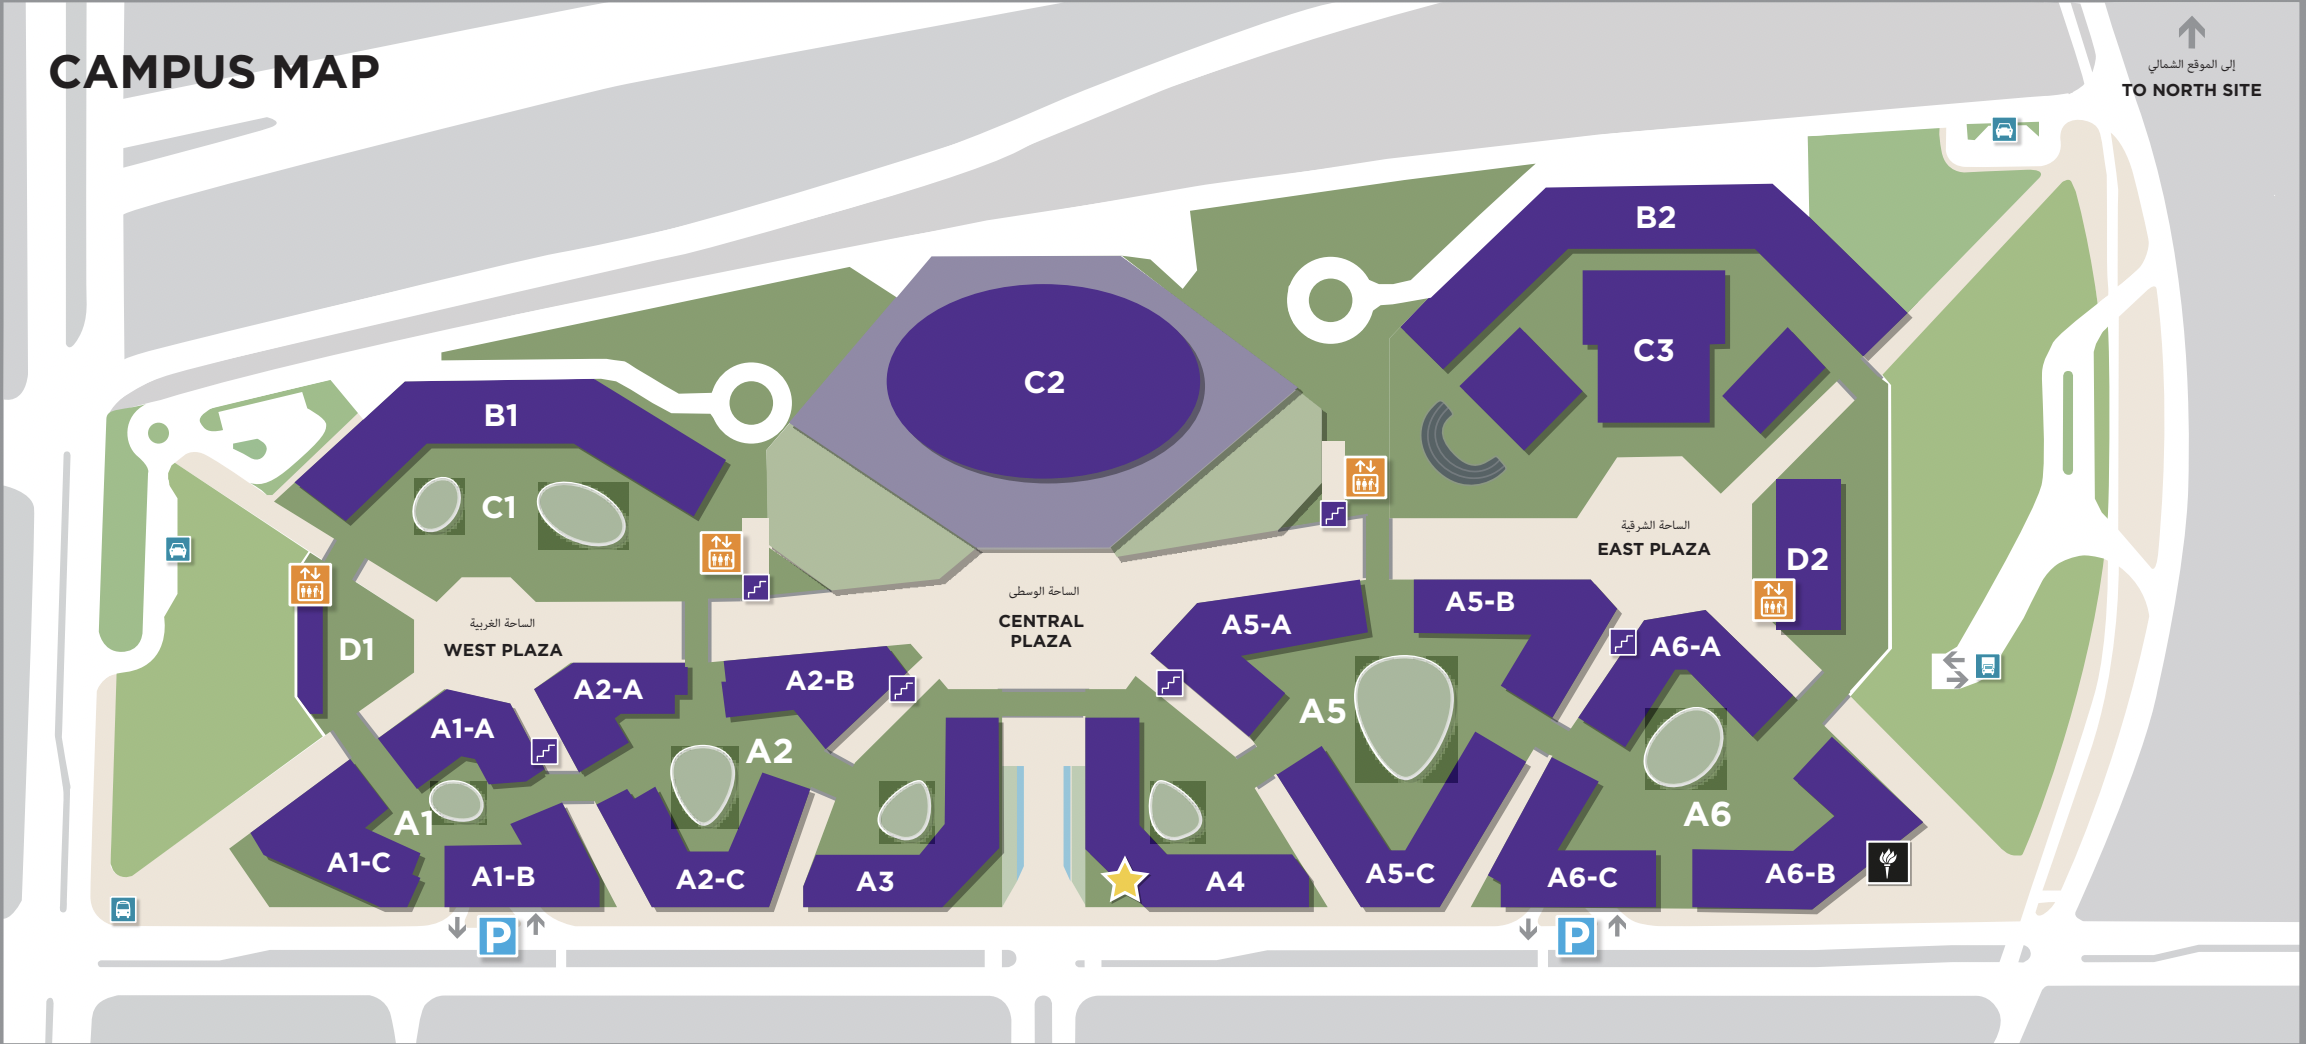 CAMPUS MAP
إلى الموقع الشمالي
TO NORTH SITE
B2
C3
C2
B1
C1
الساحة الشرقية
EAST PLAZA
D2
الساحة الوسطى
CENTRAL
PLAZA
A5-A
A5-B
A6-A
الساحة الغربية
WEST PLAZA
D1
A2-A
A2-B
A1-A
A2
A5
A6
A1
A1-C
A1-B
A2-C
A3
A4
A5-C
A6-C
A6-B
P
P